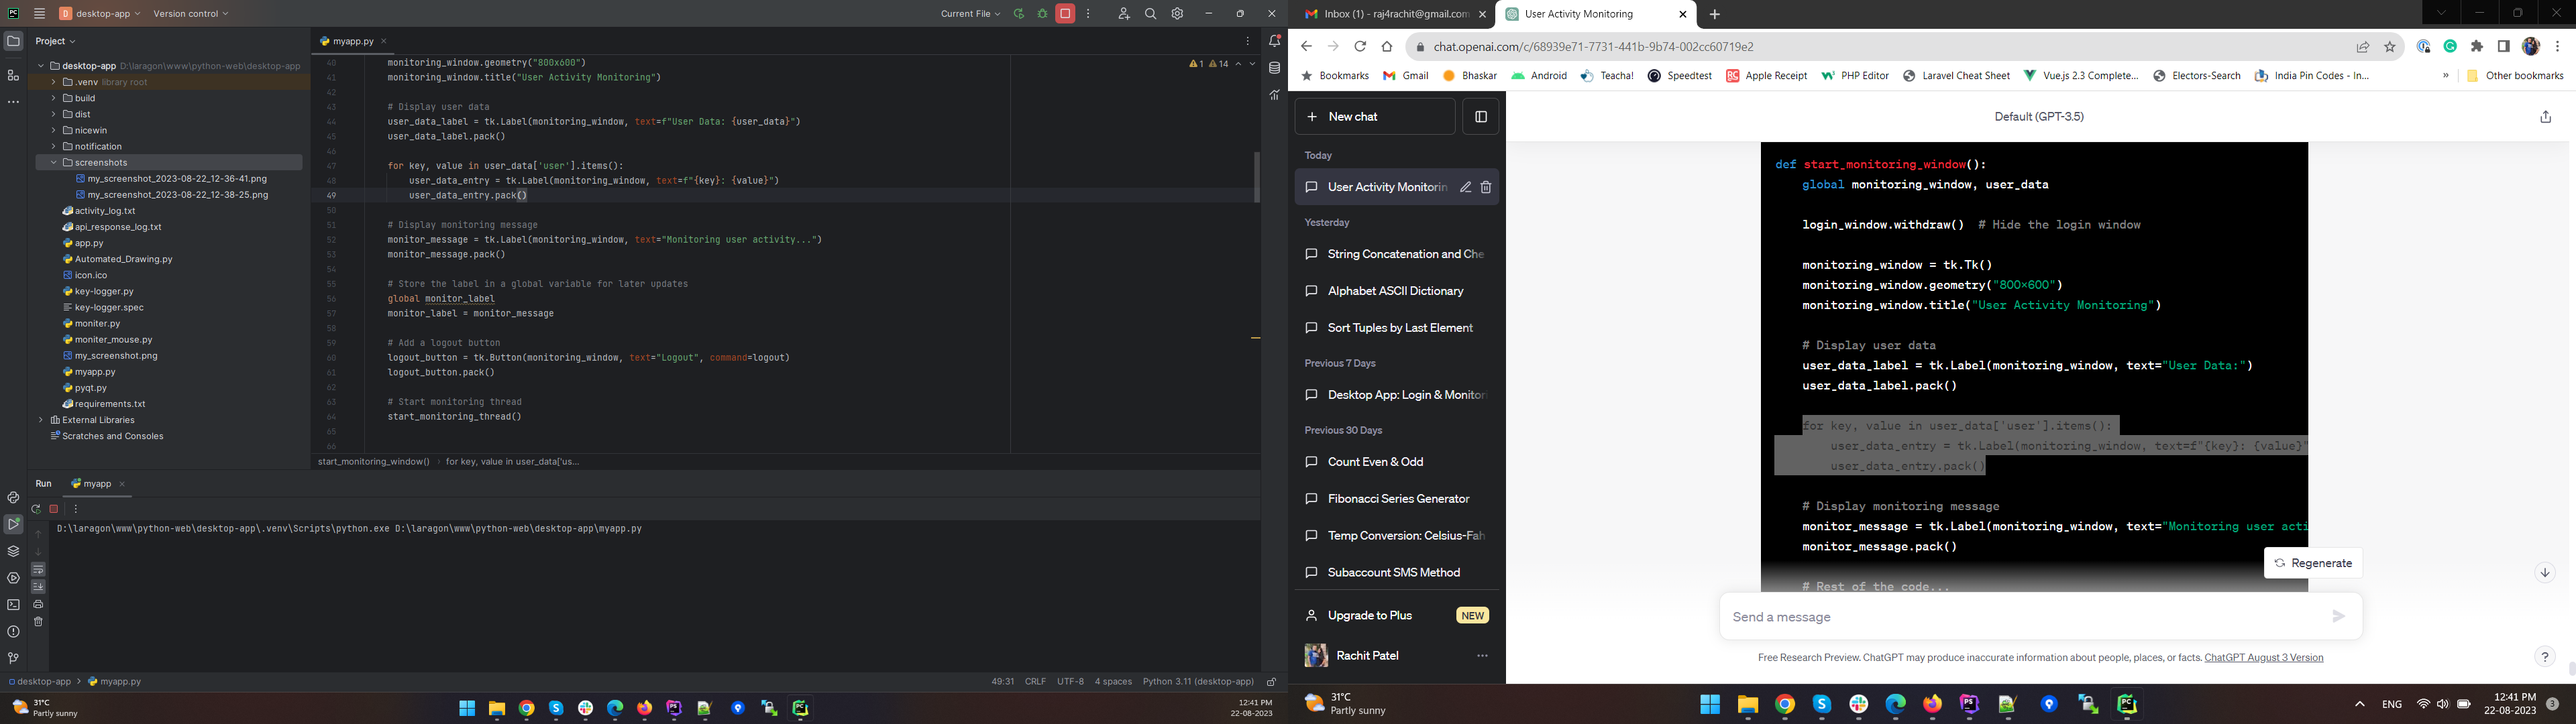 PC
D desktop-app
Version control
Current File
Project
myapp.py
desktop-app D:\laragon\www\python-web\desktop-app
.venv library root
build
dist
nicewin
notification
screenshots
my_screenshot_2023-08-22_12-36-41.png
my_screenshot_2023-08-22_12-38-25.png
activity_log.txt
api_response_log.txt
app.py
Automated_Drawing.py
icon.ico
key-logger.py
key-logger.spec
moniter.py
moniter_mouse.py
my_screenshot.png
myapp.py
pyqt.py
requirements.txt
External Libraries
Scratches and Consoles
1 14
40 monitoring_window.geometry("800x600")
41 monitoring_window.title("User Activity Monitoring")
42
43 # Display user data
44 user_data_label = tk.Label(monitoring_window, text=f"User Data: {user_data}")
45 user_data_label.pack()
46
47 for key, value in user_data['user'].items():
48 user_data_entry = tk.Label(monitoring_window, text=f"{key}: {value}")
49 user_data_entry.pack()
50
51 # Display monitoring message
52 monitor_message = tk.Label(monitoring_window, text="Monitoring user activity...")
53 monitor_message.pack()
54
55 # Store the label in a global variable for later updates
56 global monitor_label
57 monitor_label = monitor_message
58
59 # Add a logout button
60 logout_button = tk.Button(monitoring_window, text="Logout", command=logout)
61 logout_button.pack()
62
63 # Start monitoring thread
64 start_monitoring_thread()
65
66
start_monitoring_window() › for key, value in user_data['us...
Run myapp
D:\laragon\www\python-web\desktop-app\.venv\Scripts\python.exe D:\laragon\www\python-web\desktop-app\myapp.py
desktop-app > myapp.py
49:31 CRLF UTF-8 4 spaces Python 3.11 (desktop-app)
31°C
Partly sunny
12:41 PM
22-08-2023
Inbox (1) - raj4rachit@gmail.com
User Activity Monitoring
chat.openai.com/c/68939e71-7731-441b-9b74-002cc60719e2
Bookmarks
Gmail
Bhaskar
Android
Teacha!
Speedtest
Apple Receipt
PHP Editor
Laravel Cheat Sheet
Vue.js 2.3 Complete...
Electors-Search
India Pin Codes - In...
»
Other bookmarks
New chat
Today
User Activity Monitorin
Yesterday
String Concatenation and Che
Alphabet ASCII Dictionary
Sort Tuples by Last Element
Previous 7 Days
Desktop App: Login & Monitori
Previous 30 Days
Count Even & Odd
Fibonacci Series Generator
Temp Conversion: Celsius-Fah
Subaccount SMS Method
Upgrade to Plus NEW
Rachit Patel
Default (GPT-3.5)
def start_monitoring_window():
global monitoring_window, user_data
login_window.withdraw() # Hide the login window
monitoring_window = tk.Tk()
monitoring_window.geometry("800x600")
monitoring_window.title("User Activity Monitoring")
# Display user data
user_data_label = tk.Label(monitoring_window, text="User Data:")
user_data_label.pack()
for key, value in user_data['user'].items():
user_data_entry = tk.Label(monitoring_window, text=f"{key}: {value}"
user_data_entry.pack()
# Display monitoring message
monitor_message = tk.Label(monitoring_window, text="Monitoring user acti
monitor_message.pack()
# Rest of the code...
Regenerate
Send a message
Free Research Preview. ChatGPT may produce inaccurate information about people, places, or facts. ChatGPT August 3 Version
?
31°C
Partly sunny
ENG
12:41 PM
22-08-2023
3